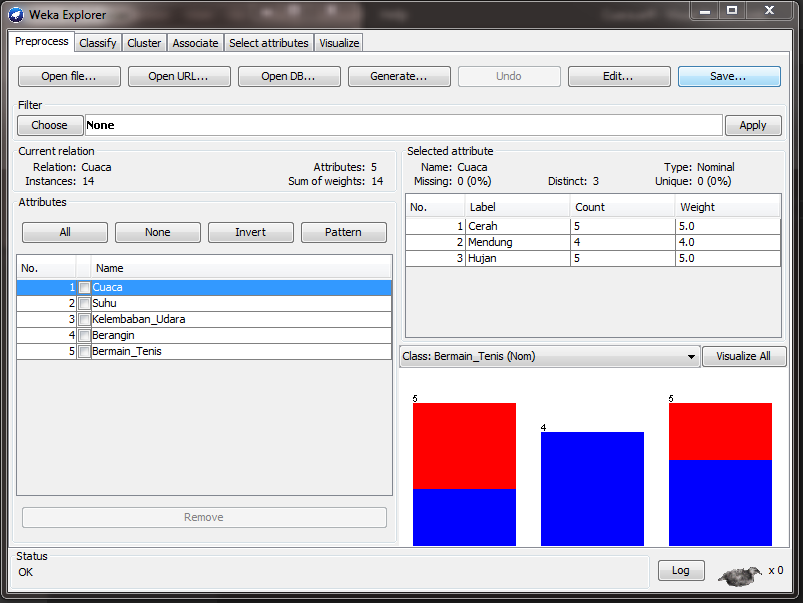 Weka Explorer
Preprocess Classify Cluster Associate Select attributes Visualize
Open file... Open URL... Open DB... Generate... Undo Edit... Save...
Filter
Choose None Apply
Current relation
Relation: Cuaca Attributes: 5
Instances: 14 Sum of weights: 14
Selected attribute
Name: Cuaca Type: Nominal
Missing: 0 (0%) Distinct: 3 Unique: 0 (0%)
Attributes
All None Invert Pattern
No. Name
1 Cuaca
2 Suhu
3 Kelembaban_Udara
4 Berangin
5 Bermain_Tenis
Remove
No. Label Count Weight
1 Cerah 5 5.0
2 Mendung 4 4.0
3 Hujan 5 5.0
Class: Bermain_Tenis (Nom) Visualize All
5 4 5
Status
OK
Log x 0